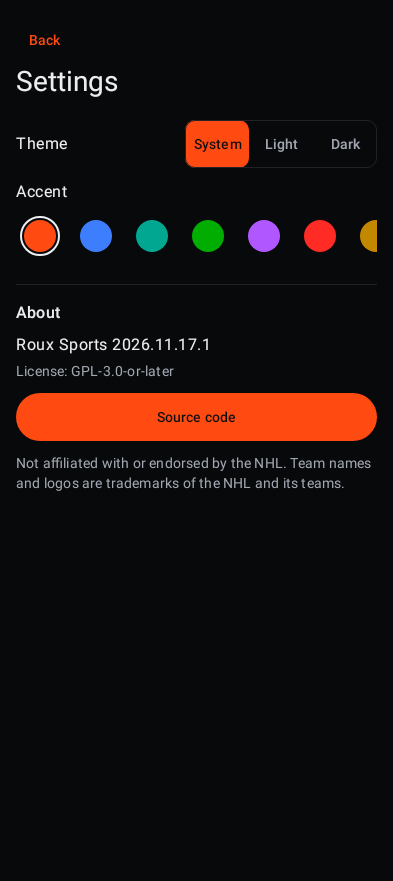 Back
Settings
Theme
System Light Dark
Accent
About
Roux Sports 2026.11.17.1
License: GPL-3.0-or-later
Source code
Not affiliated with or endorsed by the NHL. Team names
and logos are trademarks of the NHL and its teams.